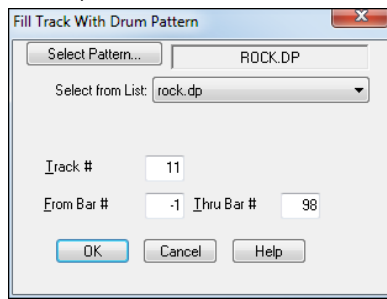 Fill Track With Drum Pattern
Select Pattern... ROCK.DP
Select from List: rock.dp
Track # 11
From Bar # -1 Thru Bar # 98
OK Cancel Help